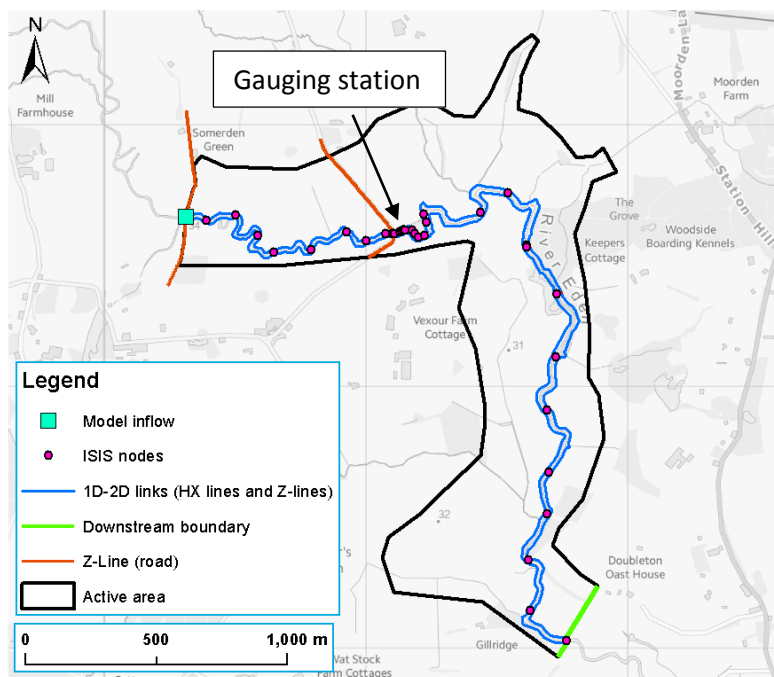 N
Gauging station
Mill
Farmhouse
Somerden
Green
Moorden
Farm
Station Hill
The
Grove
Woodside
Boarding Kennels
Keepers
Cottage
River Eden
Vexour Farm
Cottage
31
32
Doubleton
Oast House
Gillridge
Wat Stock
Farm Cottages
Legend
Model inflow
ISIS nodes
1D-2D links (HX lines and Z-lines)
Downstream boundary
Z-Line (road)
Active area
0 500 1,000 m